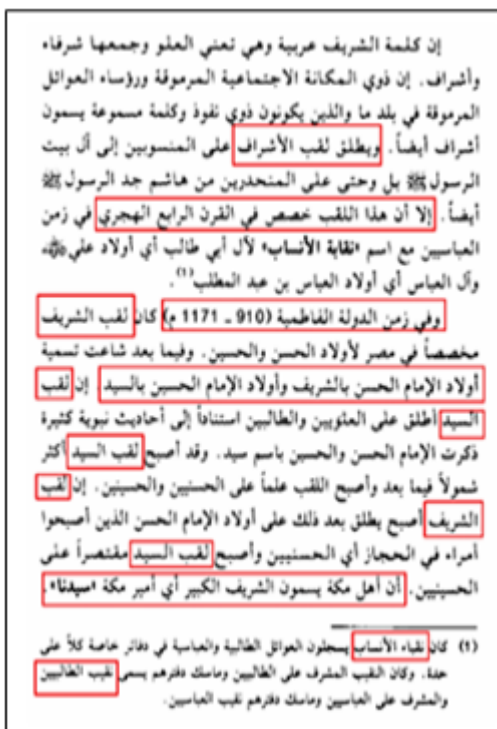 إن كلمة الشريف عربية وهي تعني العلو وجمعها شرفاء
وأشراف. إن ذوي المكانة الاجتماعية المرموقة ورؤساء العوائل
المرموقة في بلد ما والذين يكونون ذوي نفوذ وكلمة مسموعة يسمون
أشراف أيضاً. ويطلق لقب الأشراف على المنسوبين إلى آل بيت
الرسول ﷺ بل وحتى على المنحدرين من هاشم جد الرسول ﷺ
أيضاً. إلا أن هذا اللقب خصص في القرن الرابع الهجري في زمن
العباسيين مع اسم «نقابة الأنساب» لآل أبي طالب أي أولاد علي
وآل العباس أي أولاد العباس بن عبد المطلب(1).
وفي زمن الدولة الفاطمية (910 ـ 1171 م) كان لقب الشريف
مخصصاً في مصر لأولاد الحسن والحسين. وفيما بعد شاعت تسمية
أولاد الإمام الحسن بالشريف وأولاد الإمام الحسين بالسيد إن لقب
السيد أطلق على العلويين والطالبين استناداً إلى أحاديث نبوية كثيرة
ذكرت الإمام الحسن والحسين باسم سيد. وقد أصبح لقب السيد أكثر
شمولاً فيما بعد وأصبح اللقب علماً على الحسنيين والحسينين. إن لقب
الشريف أصبح يطلق بعد ذلك على أولاد الإمام الحسن الذين أصبحوا
أمراء في الحجاز أي الحسنيين وأصبح لقب السيد مقتصراً على
الحسينيين. أن أهل مكة يسمون الشريف الكبير أي أمير مكة «سيدنا».
(1) كان نقباء الأنساب يسجلون العوائل الطالبية والعباسية في دفاتر خاصة كلاً على
حدة. وكان النقيب المشرف على الطالبيين وماسك دفترهم يسمى نقيب الطالبيين
والمشرف على العباسيين وماسك دفترهم نقيب العباسيين.